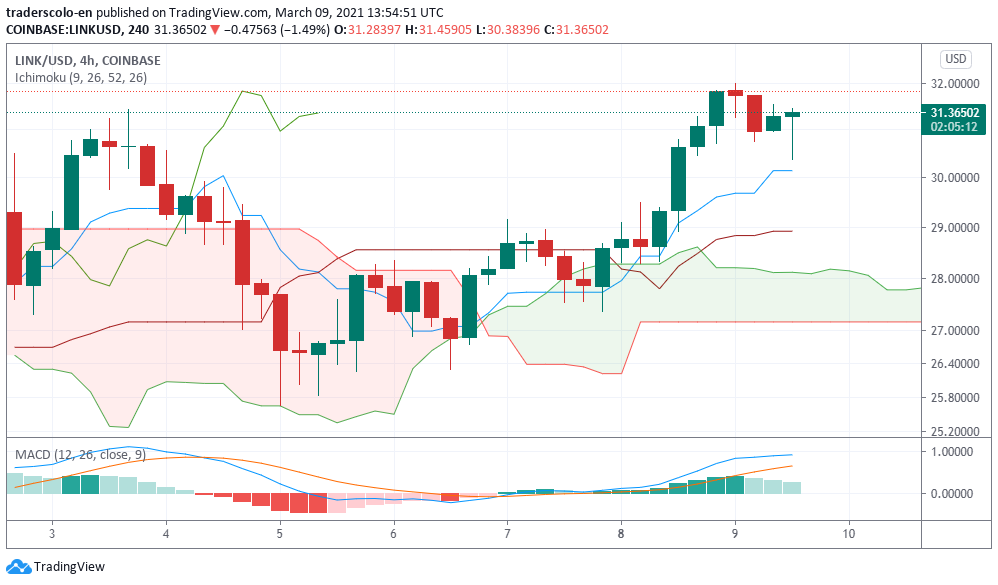 traderscolo-en published on TradingView.com, March 09, 2021 13:54:51 UTC
COINBASE:LINKUSD, 240 31.36502 ▼ −0.47563 (−1.49%) O:31.28397 H:31.45905 L:30.38396 C:31.36502
LINK/USD, 4h, COINBASE
Ichimoku (9, 26, 52, 26)
USD
32.00000
31.36502
02:05:12
30.00000
29.00000
28.00000
27.00000
26.40000
25.80000
25.20000
MACD (12, 26, close, 9)
1.00000
0.00000
3 4 5 6 7 8 9 10
TradingView